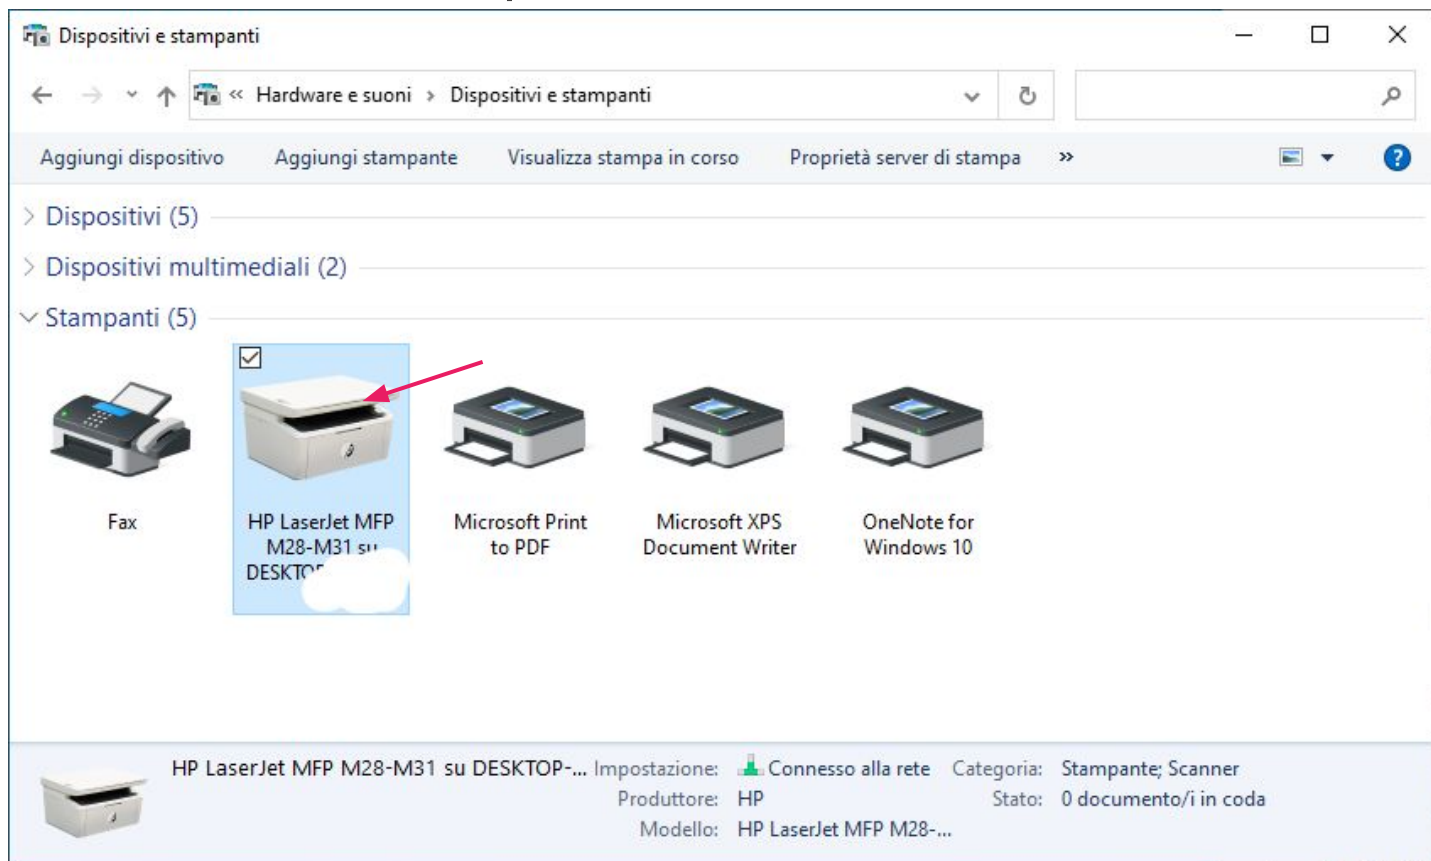 Dispositivi e stampanti
« Hardware e suoni › Dispositivi e stampanti
Aggiungi dispositivo Aggiungi stampante Visualizza stampa in corso Proprietà server di stampa »
Dispositivi (5)
Dispositivi multimediali (2)
Stampanti (5)
Fax
HP LaserJet MFP
M28-M31 su
Microsoft Print
to PDF
Microsoft XPS
Document Writer
OneNote for
Windows 10
HP LaserJet MFP M28-M31 su DESKTOP-... Impostazione: Connesso alla rete Categoria: Stampante; Scanner
Produttore: HP Stato: 0 documento/i in coda
Modello: HP LaserJet MFP M28-...